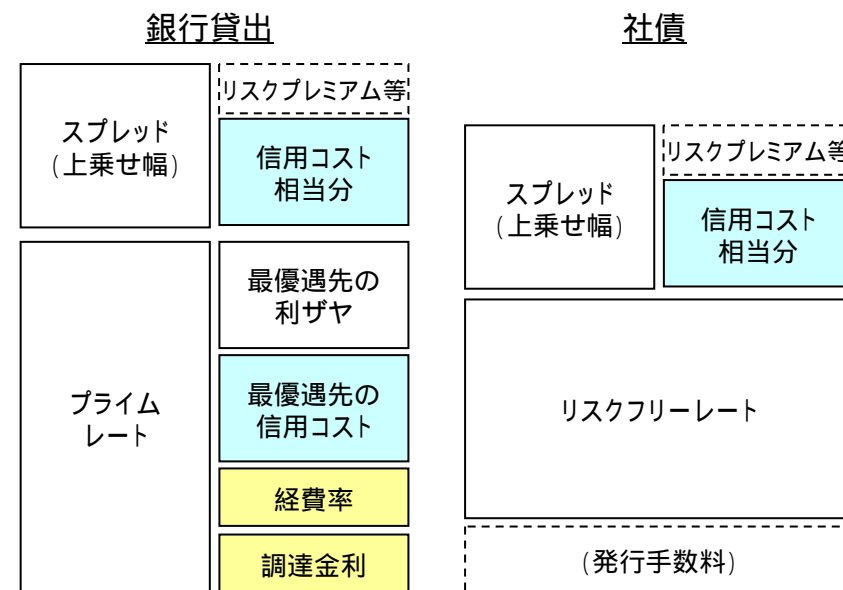 銀行貸出
スプレッド
(上乗せ幅)
リスクプレミアム等
信用コスト
相当分
プライム
レート
最優遇先の
利ザヤ
最優遇先の
信用コスト
経費率
調達金利
社債
スプレッド
(上乗せ幅)
リスクプレミアム等
信用コスト
相当分
リスクフリーレート
(発行手数料)